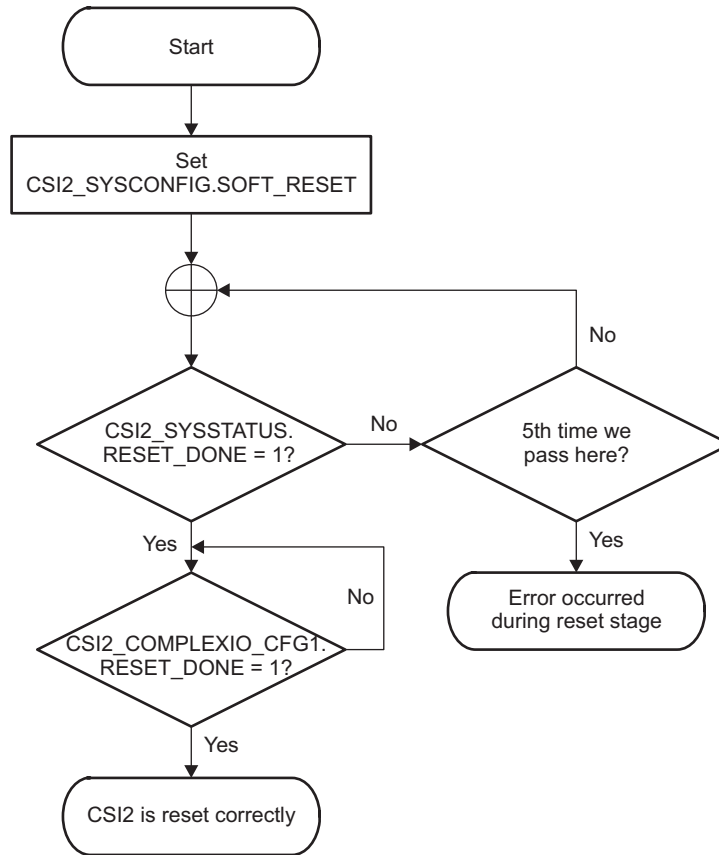 Start
Set
CSI2_SYSCONFIG.SOFT_RESET
No
CSI2_SYSSTATUS.
RESET_DONE = 1?
No
5th time we
pass here?
Yes
Yes
No
Error occurred
during reset stage
CSI2_COMPLEXIO_CFG1.
RESET_DONE = 1?
Yes
CSI2 is reset correctly